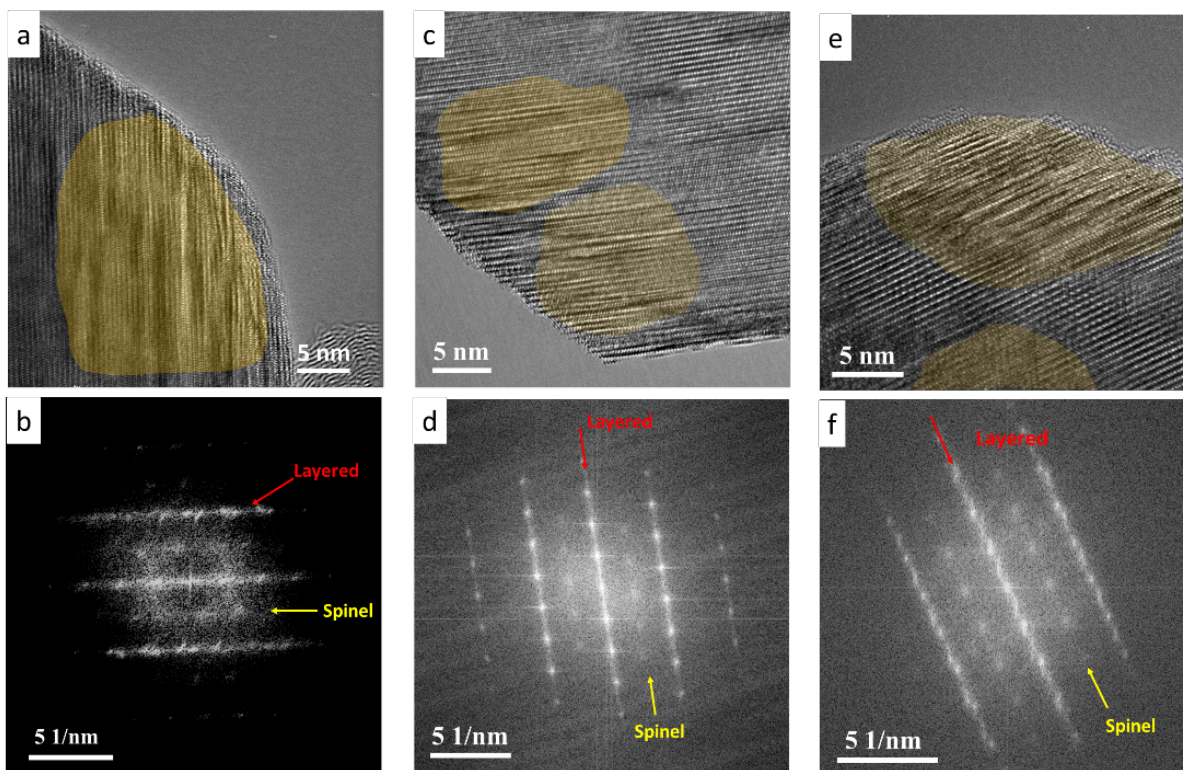 a
c
e
5 nm
5 nm
5 nm
b
d
f
Layered
Spinel
5 1/nm
Layered
Spinel
5 1/nm
Layered
Spinel
5 1/nm